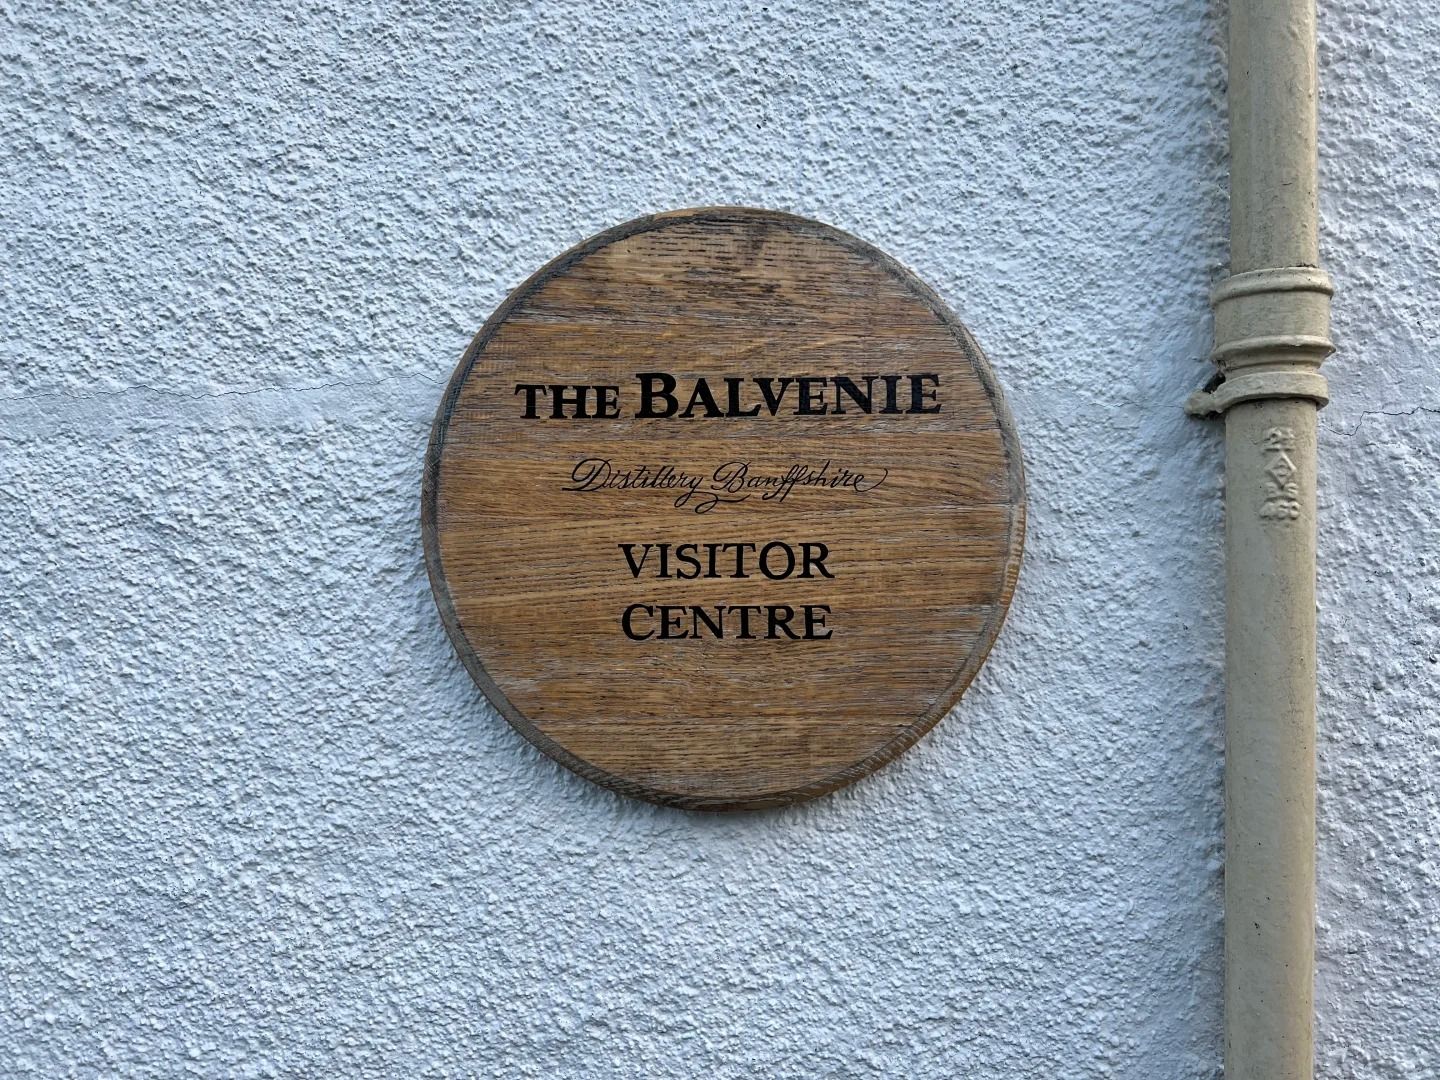 THE BALVENIE
Distillery Banffshire
VISITOR
CENTRE